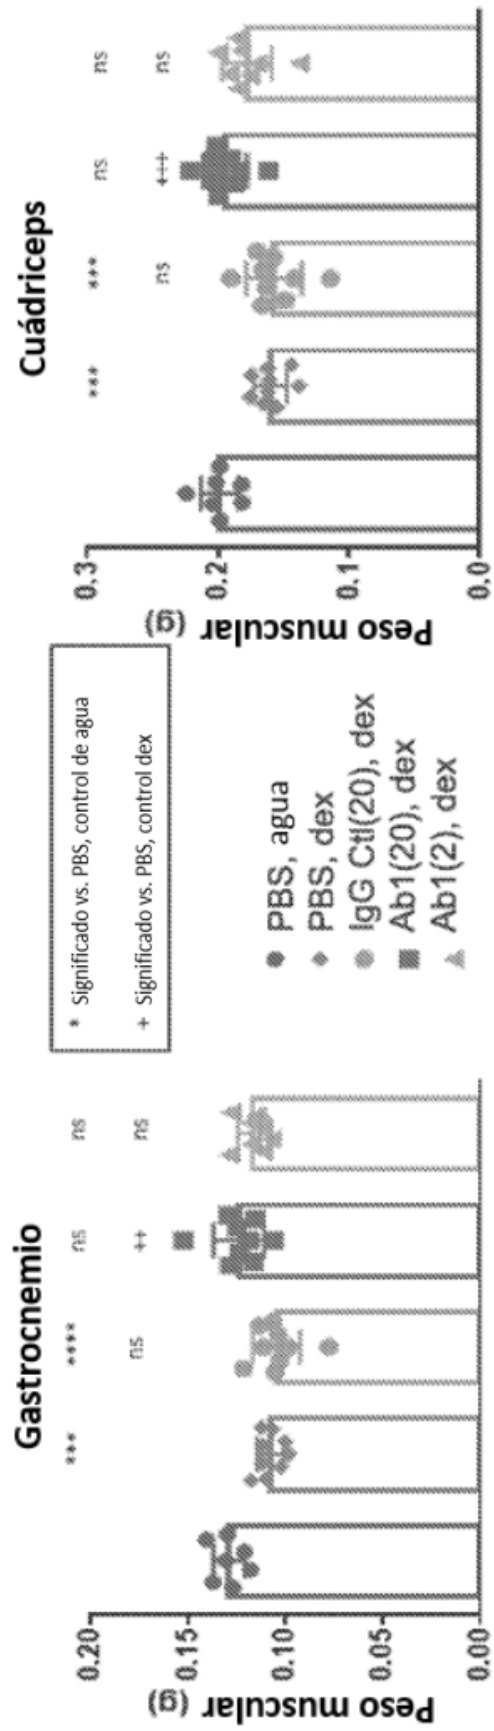 Gastrocnemio
Peso muscular (g)
0.20
0.15
0.10
0.05
0.00
*** **** ns ns
ns ++ ns
* Significado vs. PBS, control de agua
+ Significado vs. PBS, control dex
PBS, agua
PBS, dex
IgG Ctl(20), dex
Ab1(20), dex
Ab1(2), dex
Cuádriceps
Peso muscular (g)
0.3
0.2
0.1
0.0
*** *** ns ns
ns +++ ns